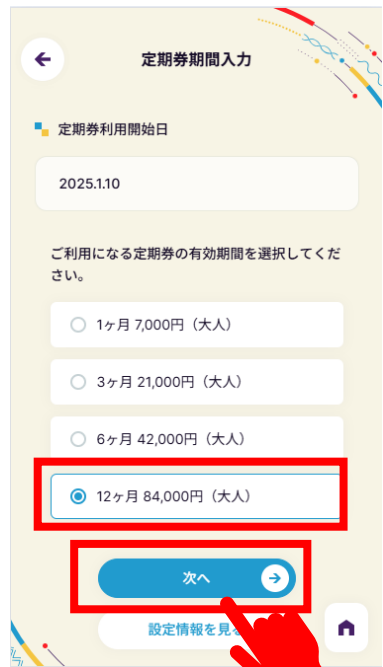 定期券期間入力
定期券利用開始日
2025.1.10
ご利用になる定期券の有効期間を選択してくだ
さい。
1ヶ月 7,000円（大人）
3ヶ月 21,000円（大人）
6ヶ月 42,000円（大人）
12ヶ月 84,000円（大人）
次へ
設定情報を見る